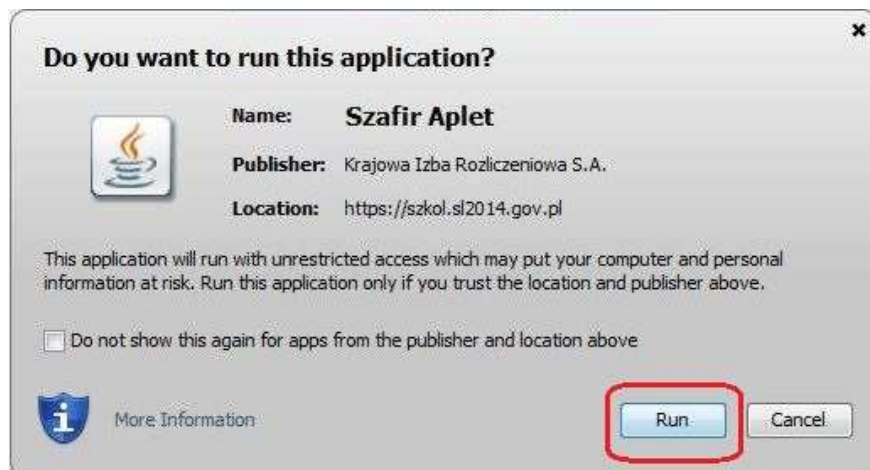 Do you want to run this application?
Name: Szafir Aplet
Publisher: Krajowa Izba Rozliczeniowa S.A.
Location: https://szkol.sl2014.gov.pl
This application will run with unrestricted access which may put your computer and personal
information at risk. Run this application only if you trust the location and publisher above.
Do not show this again for apps from the publisher and location above
More Information
Run
Cancel